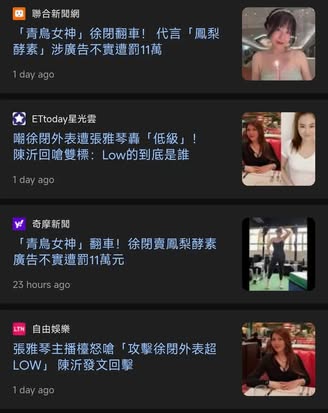 聯合新聞網
「青鳥女神」徐閉翻車! 代言「鳳梨
酵素」涉廣告不實遭罰11萬
1 day ago
ETtoday星光雲
嘲徐閉外表遭張雅琴轟「低級」!
陳沂回嗆雙標：Low的到底是誰
1 day ago
奇摩新聞
「青鳥女神」翻車! 徐閉賣鳳梨酵素
廣告不實遭罰11萬元
23 hours ago
LTN
自由娛樂
張雅琴主播檯怒嗆「攻擊徐閉外表超
LOW」 陳沂發文回擊
1 day ago